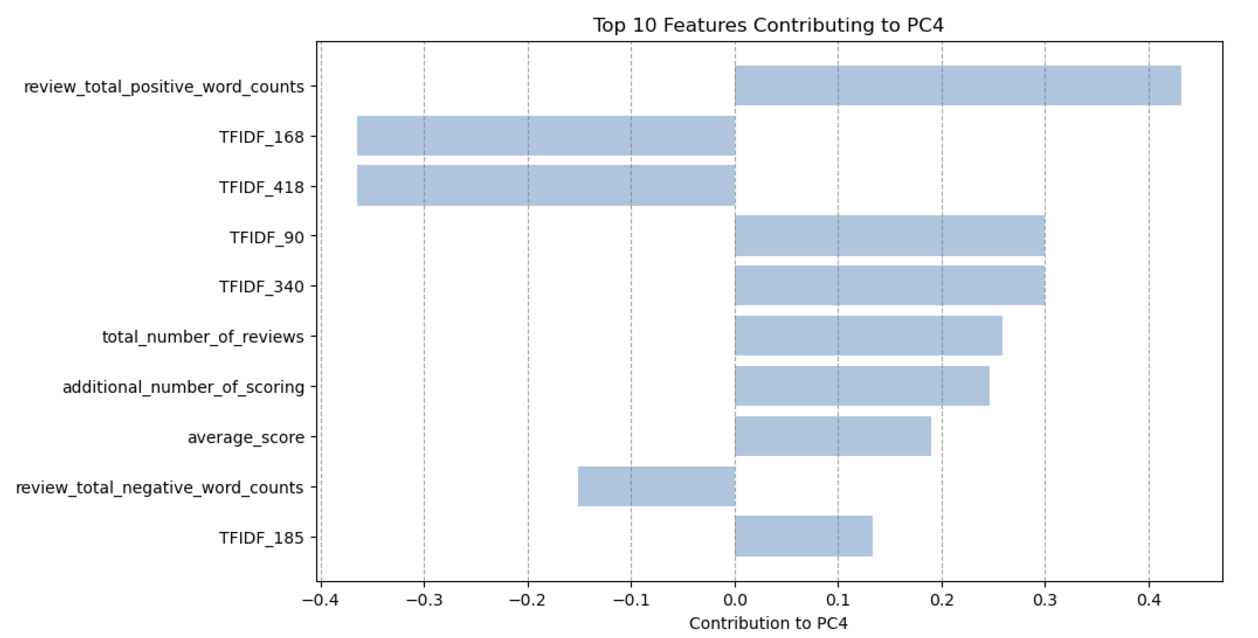 Top 10 Features Contributing to PC4
review_total_positive_word_counts
TFIDF_168
TFIDF_418
TFIDF_90
TFIDF_340
total_number_of_reviews
additional_number_of_scoring
average_score
review_total_negative_word_counts
TFIDF_185
−0.4 −0.3 −0.2 −0.1 0.0 0.1 0.2 0.3 0.4
Contribution to PC4